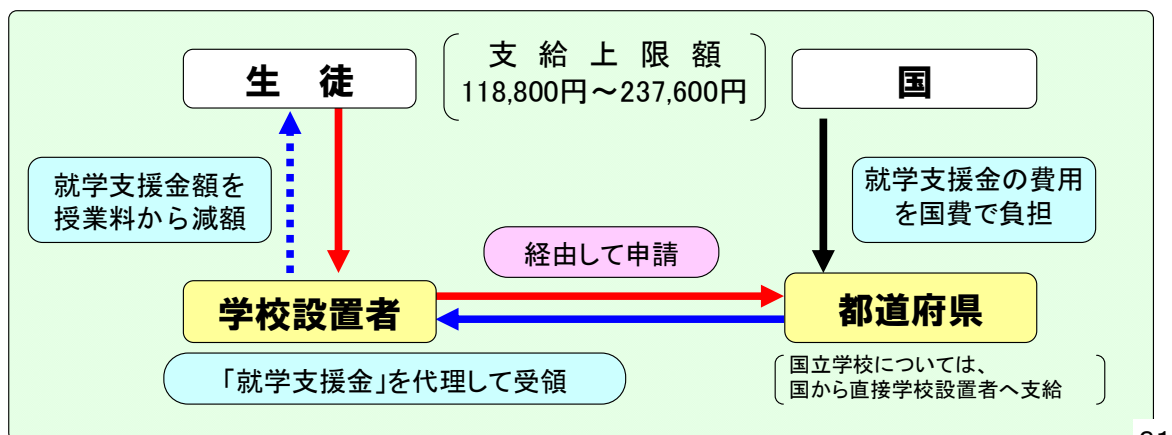 生　徒
支　給　上　限　額
118,800円～237,600円
国
就学支援金額を
授業料から減額
就学支援金の費用
を国費で負担
経由して申請
学校設置者
都道府県
「就学支援金」を代理して受領
国立学校については、
国から直接学校設置者へ支給